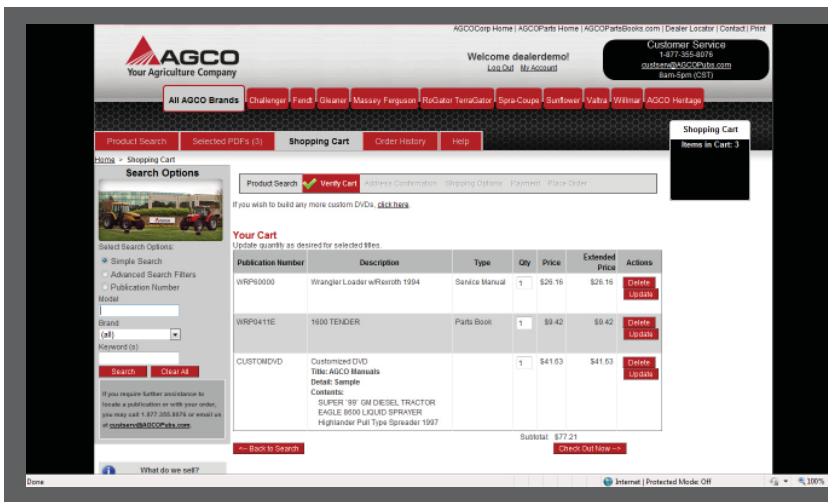 AGCOCorp Home | AGCOParts Home | AGCOPartsBooks.com | Dealer Locator | Contact | Print
AGCO
Your Agriculture Company
Welcome dealerdemo!
Log Out My Account
Customer Service
1-877-355-8076
custserv@AGCOPubs.com
8am-5pm (CST)
All AGCO Brands Challenger Fendt Gleaner Massey Ferguson RoGator TerraGator Spra-Coupe Sunflower Valtra Willmar AGCO Heritage
Product Search Selected PDF's (3) Shopping Cart Order History Help
Shopping Cart
Items in Cart: 3
Home > Shopping Cart
Search Options
Select Search Options:
Simple Search
Advanced Search Filters
Publication Number
Model
Brand
(all)
Keyword (s)
Search Clear All
If you require further assistance to
locate a publication or with your order,
you may call 1.877.355.8076 or email us
at custserv@AGCOPubs.com.
What do we sell?
Product Search Verify Cart Address Confirmation Shipping Options Payment Place Order
If you wish to build any more custom DVDs, click here.
Your Cart
Update quantity as desired for selected titles.
Publication Number Description Type Qty Price Extended Price Actions
WRP60000 Wrangler Loader w/Rexroth 1994 Service Manual 1 $26.16 $26.16 Delete
Update
WRP0411E 1600 TENDER Parts Book 1 $9.42 $9.42 Delete
Update
CUSTOMDVD Customized DVD 1 $41.63 $41.63 Delete
Title: AGCO Manuals Update
Detail: Sample
Contents:
SUPER '99' GM DIESEL TRACTOR
EAGLE 8600 LIQUID SPRAYER
Highlander Pull Type Spreader 1997
Subtotal: $77.21
<-- Back to Search Check Out Now -->
Done Internet | Protected Mode: Off 100%